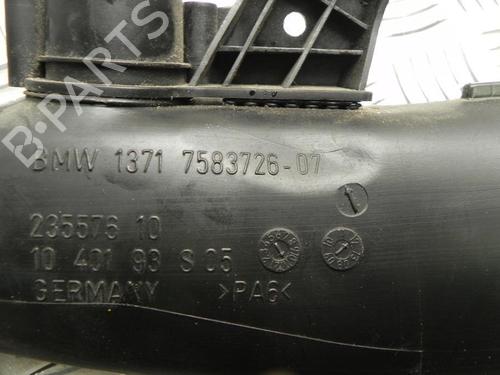 B-PARTS
BMW 1371 7583726-07
235576 10
10 401 93 S 05
GERMANY >PA6<